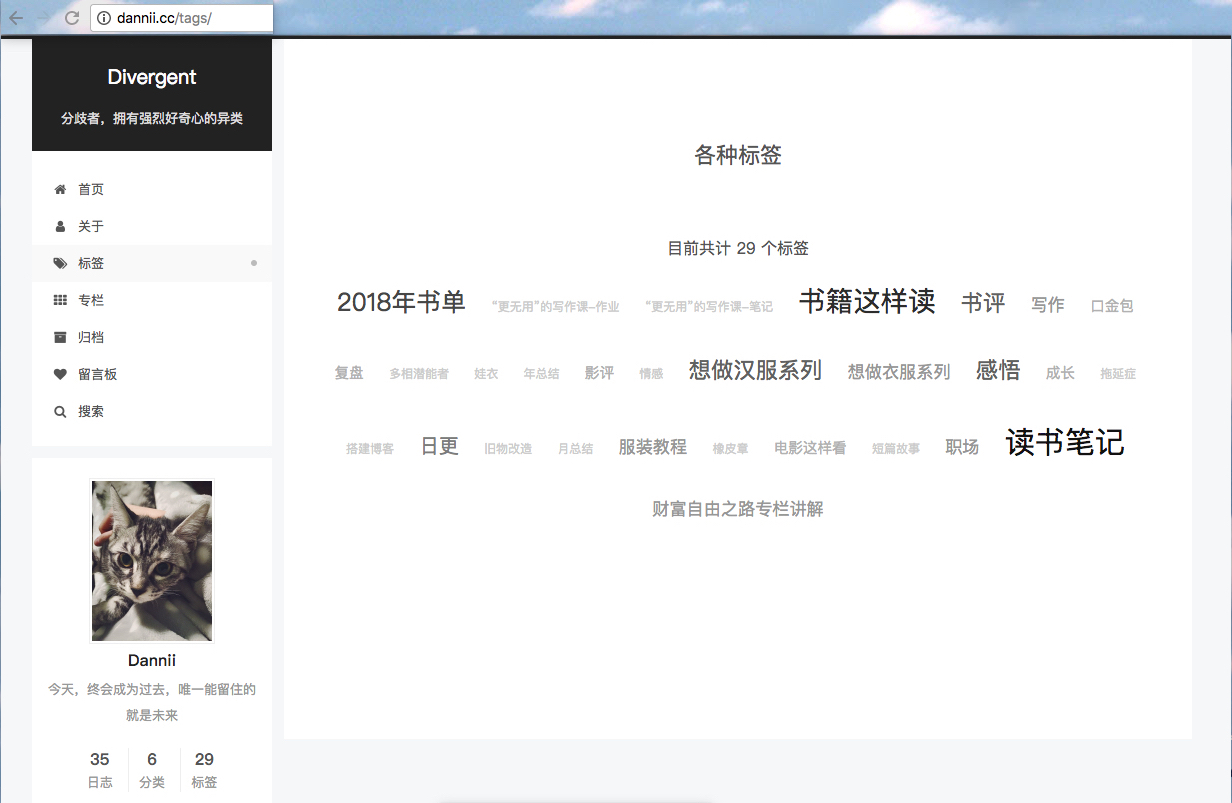 dannii.cc/tags/
Divergent
分歧者，拥有强烈好奇心的异类
首页
关于
标签
专栏
归档
留言板
搜索
Dannii
今天，终会成为过去，唯一能留住的
就是未来
35 6 29
日志 分类 标签
各种标签
目前共计 29 个标签
2018年书单 “更无用”的写作课-作业 “更无用”的写作课-笔记 书籍这样读 书评 写作 口金包
复盘 多相潜能者 娃衣 年总结 影评 情感 想做汉服系列 想做衣服系列 感悟 成长 拖延症
搭建博客 日更 旧物改造 月总结 服装教程 橡皮章 电影这样看 短篇故事 职场 读书笔记
财富自由之路专栏讲解